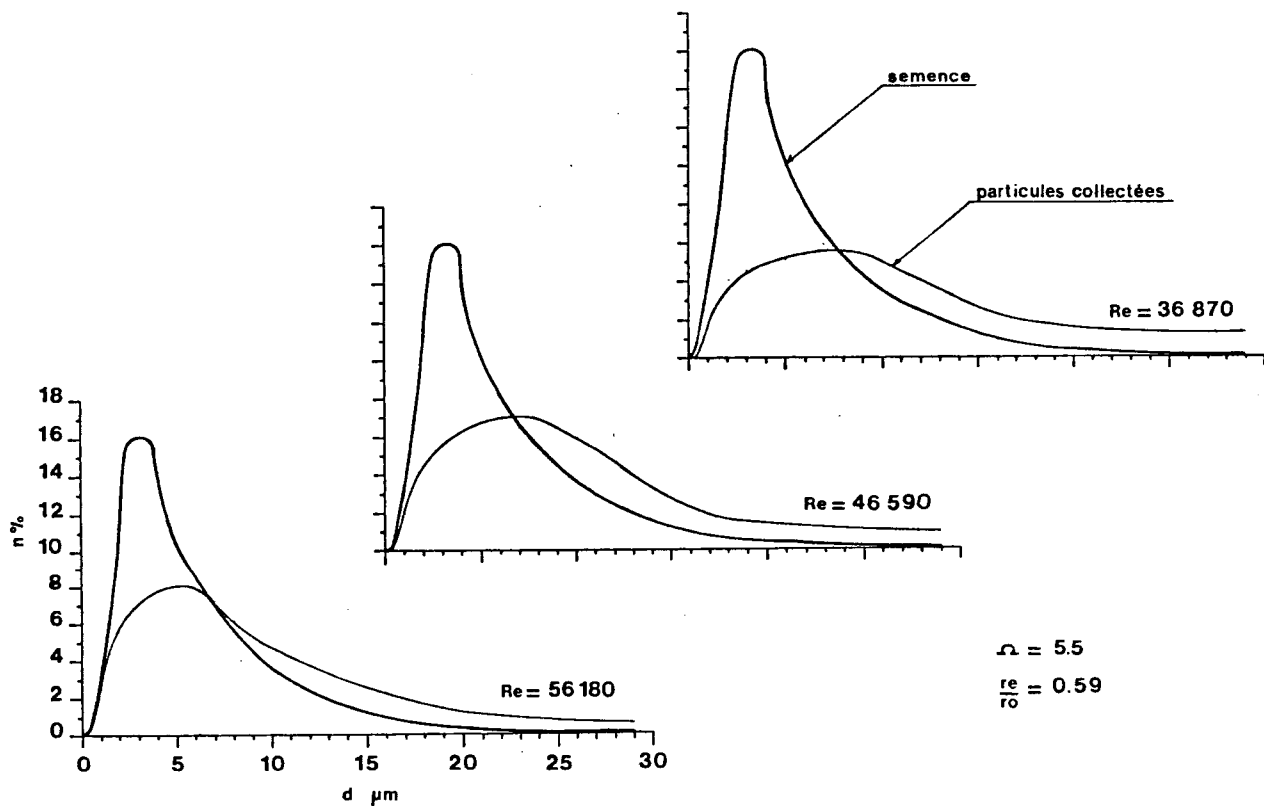 semence
particules collectées
Re = 36 870
Re = 46 590
18
16
14
12
10
8
6
4
2
0
n%
Re = 56 180
0 5 10 15 20 25 30
d µm
Ω = 5.5
re/ro = 0.59